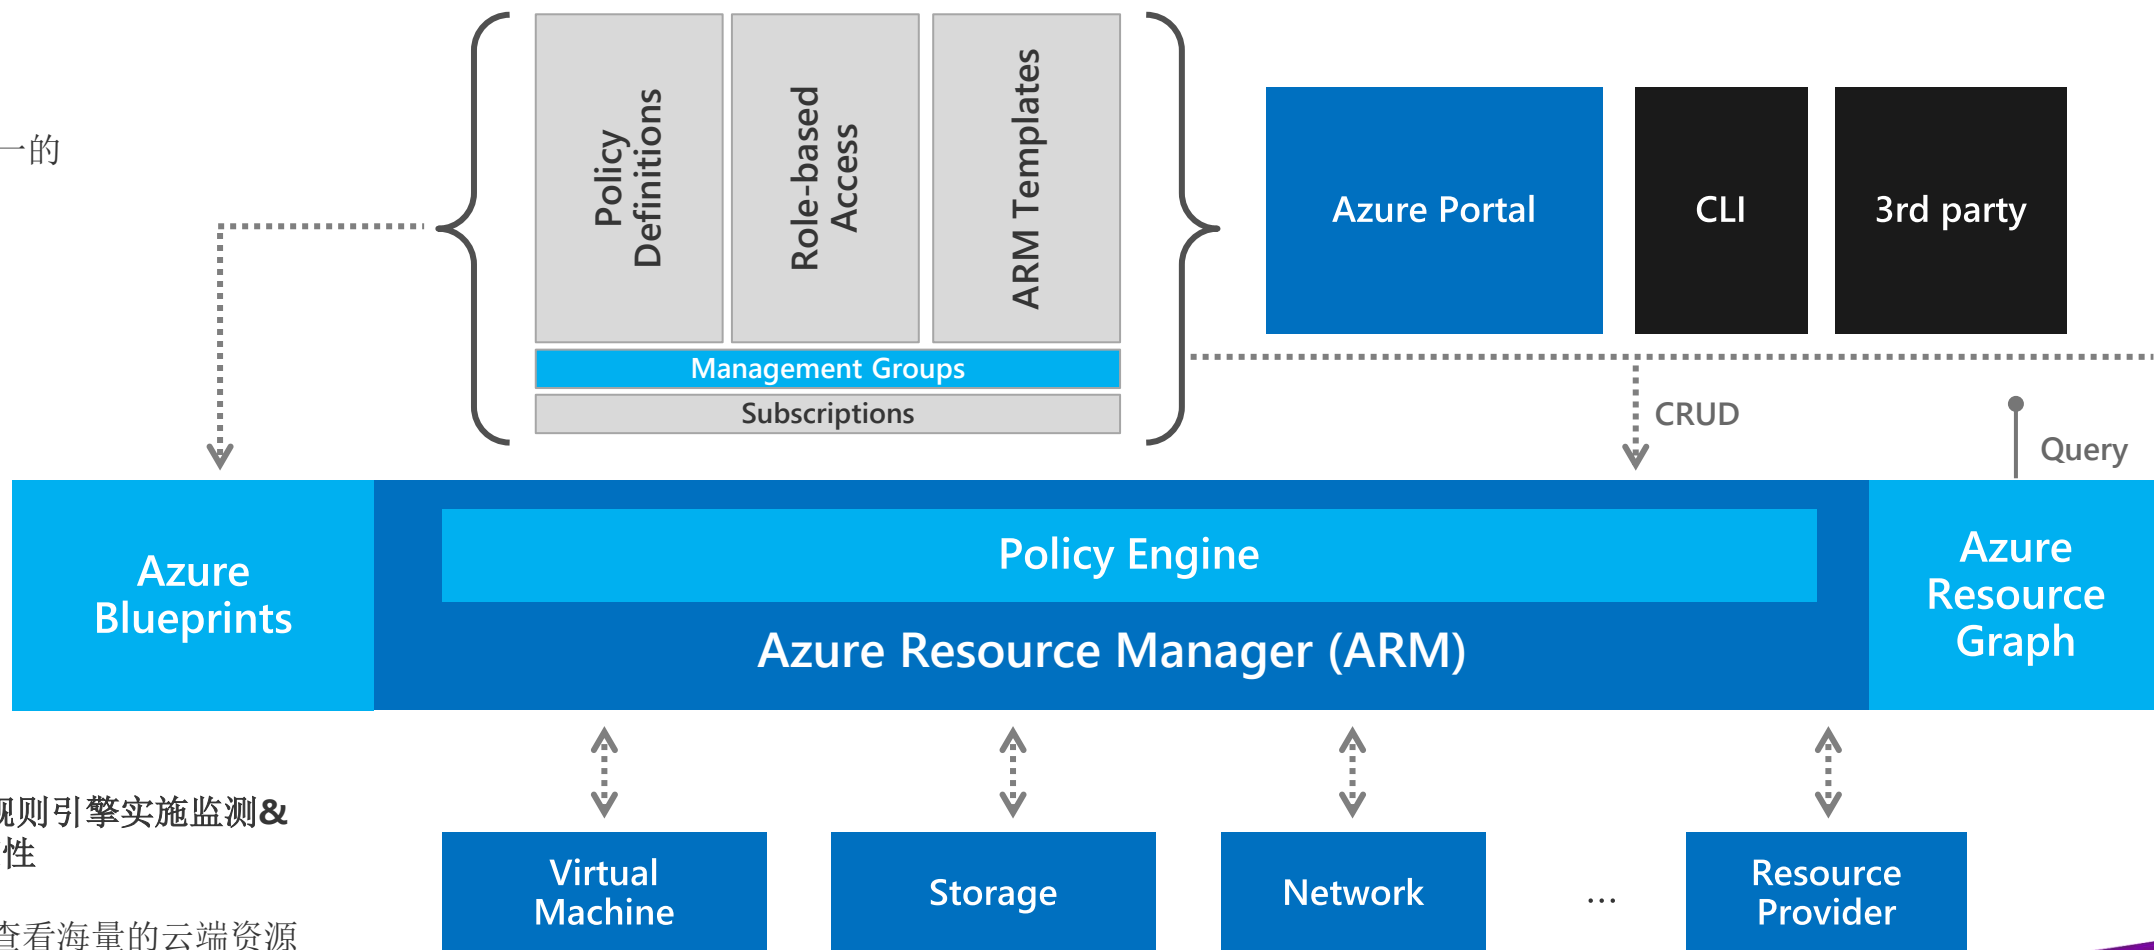 一的
Policy
Definitions
Role-based
Access
ARM Templates
Management Groups
Subscriptions
Azure Portal
CLI
3rd party
CRUD
Query
Azure
Blueprints
Policy Engine
Azure Resource Manager (ARM)
Azure
Resource
Graph
规则引擎实施监测&
性
查看海量的云端资源
Virtual
Machine
Storage
Network
...
Resource
Provider